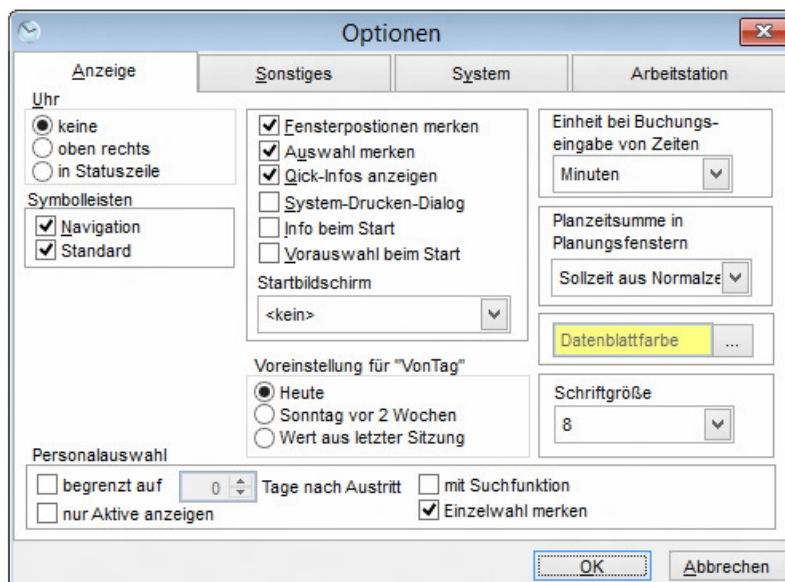 Optionen
Anzeige
Sonstiges
System
Arbeitstation
Uhr
keine
oben rechts
in Statuszeile
Symbolleisten
Navigation
Standard
Fensterpostionen merken
Auswahl merken
Qick-Infos anzeigen
System-Drucken-Dialog
Info beim Start
Vorauswahl beim Start
Startbildschirm
<kein>
Voreinstellung für "VonTag"
Heute
Sonntag vor 2 Wochen
Wert aus letzter Sitzung
Einheit bei Buchungs-
eingabe von Zeiten
Minuten
Planzeitsumme in
Planungsfenstern
Sollzeit aus Normalze
Datenblattfarbe
...
Schriftgröße
8
Personalauswahl
begrenzt auf 0 Tage nach Austritt
mit Suchfunktion
nur Aktive anzeigen
Einzelwahl merken
OK
Abbrechen